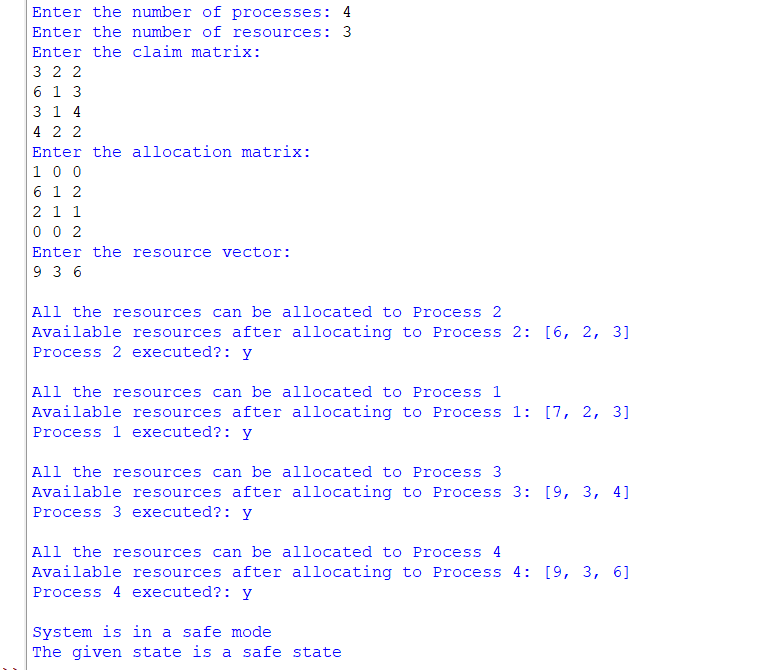 Enter the number of processes: 4
Enter the number of resources: 3
Enter the claim matrix:
3 2 2
6 1 3
3 1 4
4 2 2
Enter the allocation matrix:
1 0 0
6 1 2
2 1 1
0 0 2
Enter the resource vector:
9 3 6
All the resources can be allocated to Process 2
Available resources after allocating to Process 2: [6, 2, 3]
Process 2 executed?: y
All the resources can be allocated to Process 1
Available resources after allocating to Process 1: [7, 2, 3]
Process 1 executed?: y
All the resources can be allocated to Process 3
Available resources after allocating to Process 3: [9, 3, 4]
Process 3 executed?: y
All the resources can be allocated to Process 4
Available resources after allocating to Process 4: [9, 3, 6]
Process 4 executed?: y
System is in a safe mode
The given state is a safe state